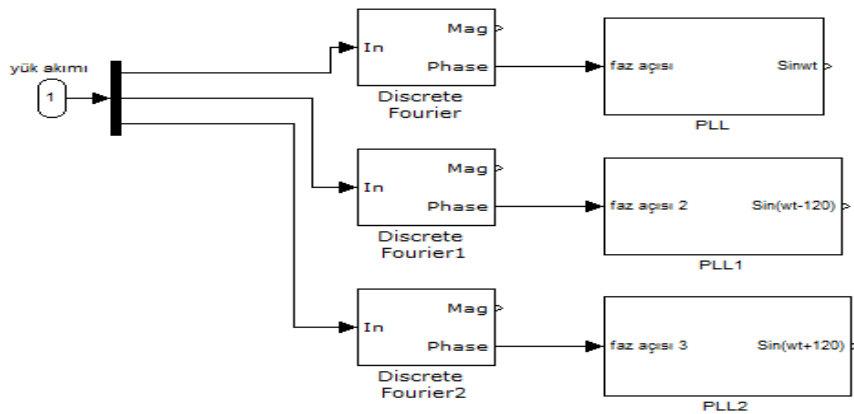 yük akımı
1
In
Mag
Phase
Discrete
Fourier
faz açısı
Sinwt
PLL
In
Mag
Phase
Discrete
Fourier1
faz açısı 2
Sin(wt-120)
PLL1
In
Mag
Phase
Discrete
Fourier2
faz açısı 3
Sin(wt+120)
PLL2